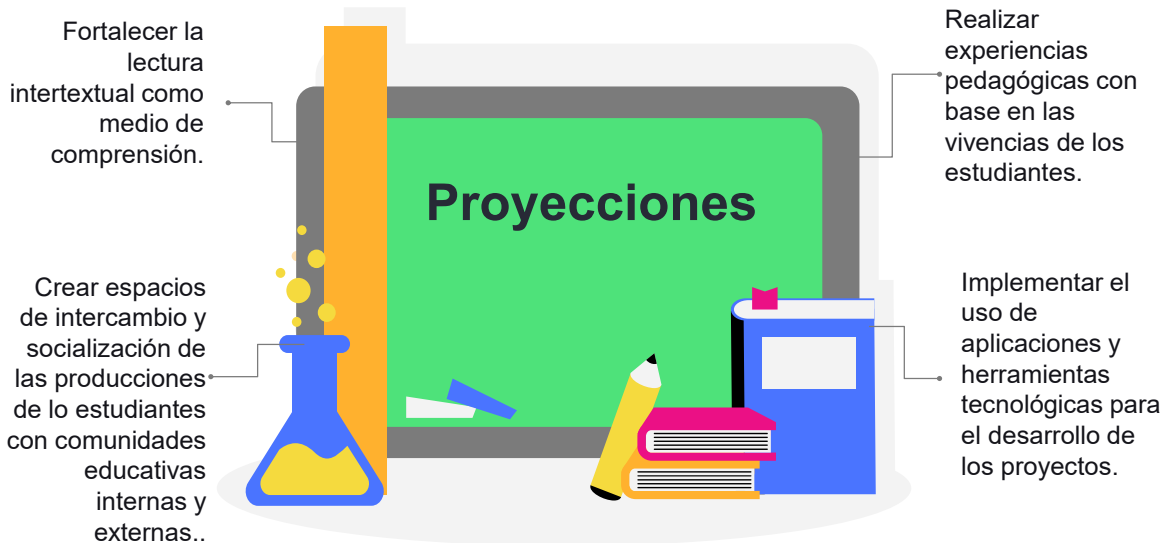 Fortalecer la
lectura
intertextual como
medio de
comprensión.
Proyecciones
Realizar
experiencias
pedagógicas con
base en las
vivencias de los
estudiantes.
Crear espacios
de intercambio y
socialización de
las producciones
de lo estudiantes
con comunidades
educativas
internas y
externas..
Implementar el
uso de
aplicaciones y
herramientas
tecnológicas para
el desarrollo de
los proyectos.